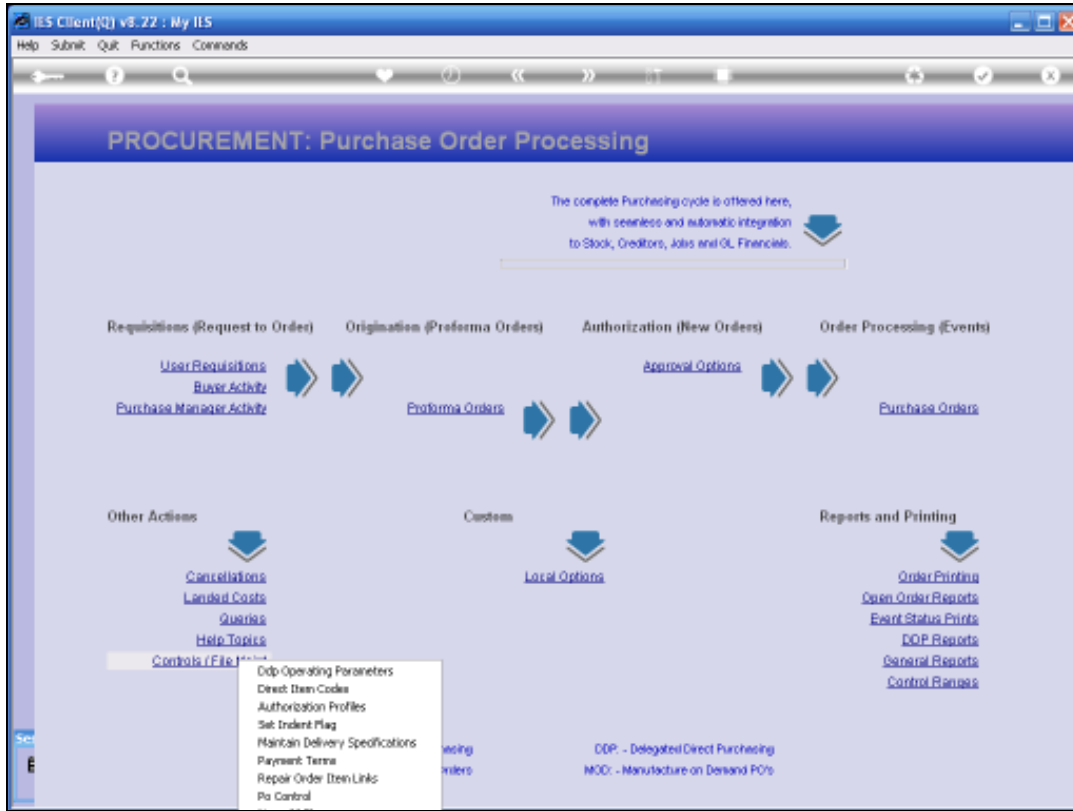 IES Client(Q) v8.22 : My IES
Help Submit Quit Functions Commands
PROCUREMENT: Purchase Order Processing
The complete Purchasing cycle is offered here,
with seamless and automatic integration
to Stock, Creditors, Jobs and GL Financials.
Requisitions (Request to Order) Origination (Proforma Orders) Authorization (New Orders) Order Processing (Events)
User Requisitions Approval Options
Buyer Activity
Purchase Manager Activity Proforma Orders Purchase Orders
Other Actions Custom Reports and Printing
Cancellations Local Options Order Printing
Landed Costs Open Order Reports
Queries Event Status Prints
Help Topics DOP Reports
Controls / File General Reports
Control Ranges
Ddp Operating Parameters
Direct Item Codes
Authorization Profiles
Set Indent Flag
Maintain Delivery Specifications
Payment Terms
Repair Order Item Links
Po Control
DDP: - Delegated Direct Purchasing
MOD: - Manufacture on Demand PO's